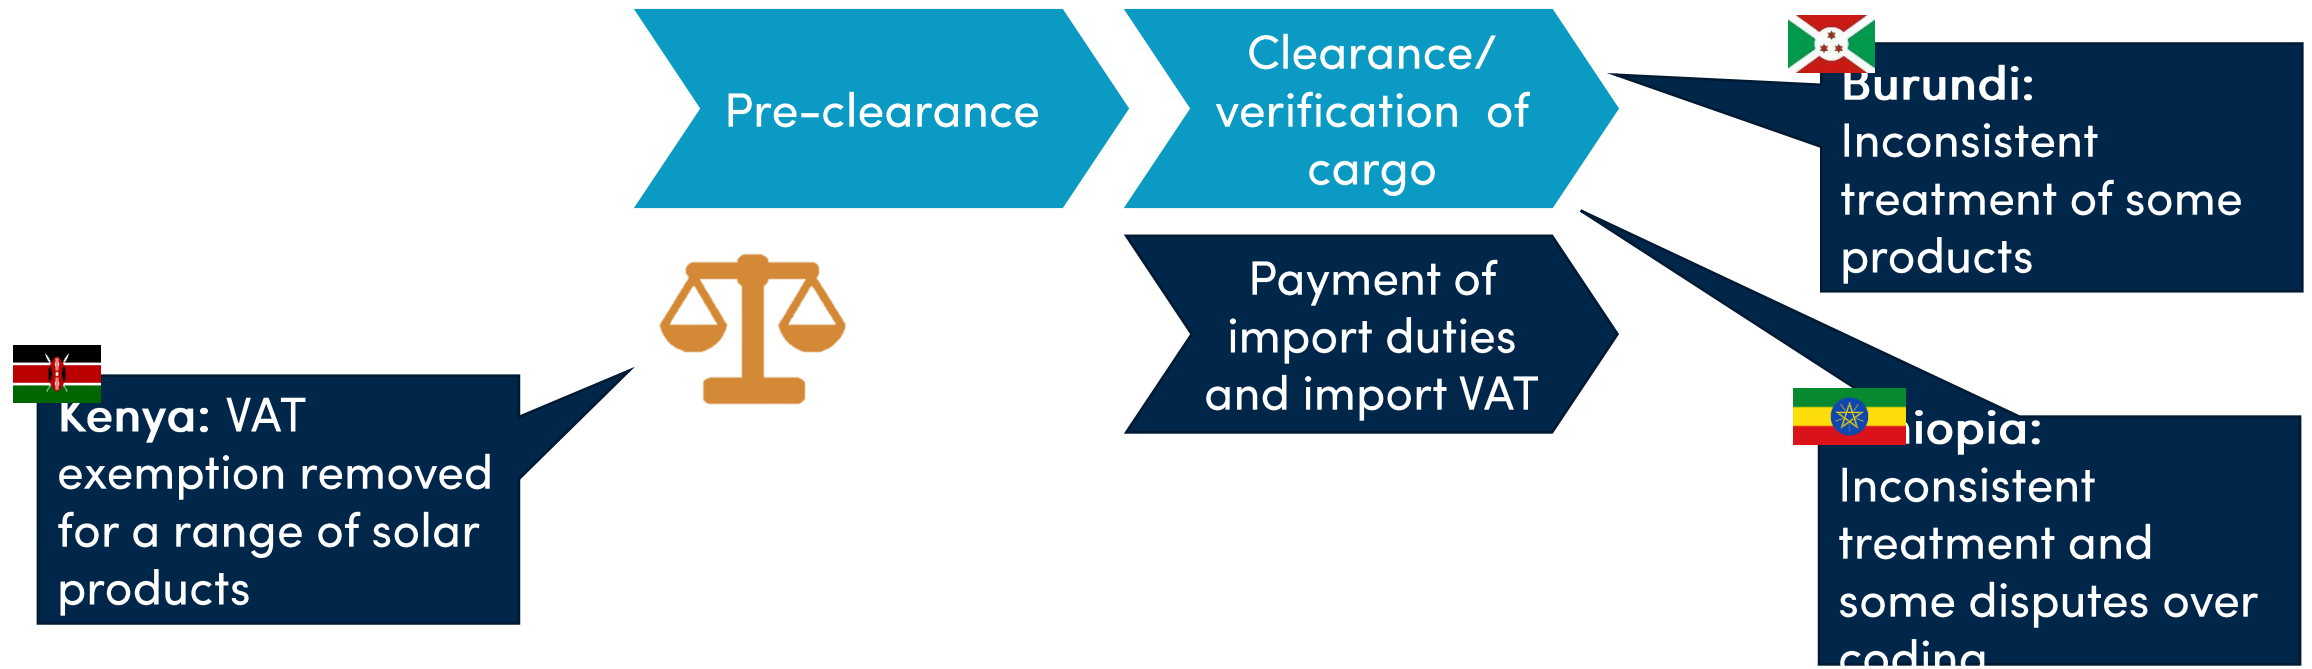 Pre-clearance
Clearance/
verification of
cargo
Payment of
import duties
and import VAT
Burundi:
Inconsistent
treatment of some
products
Kenya: VAT
exemption removed
for a range of solar
products
iopia:
Inconsistent
treatment and
some disputes over
coding